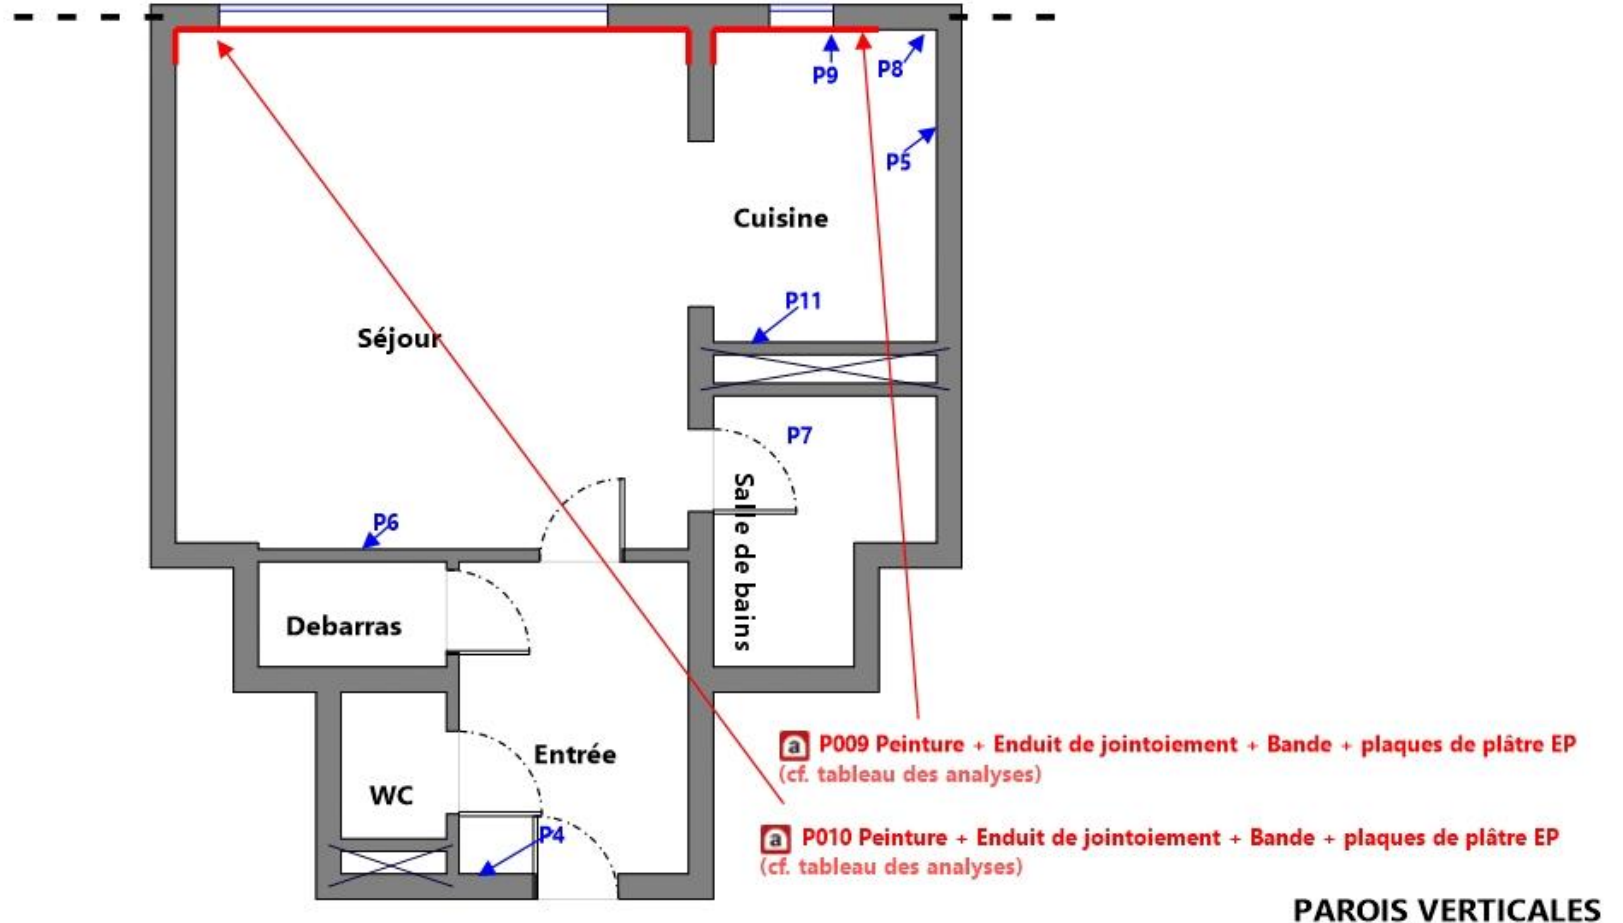 P9
P8
P5
Cuisine
P11
Séjour
P7
Salle de bains
P6
Debarras
a P009 Peinture + Enduit de jointoiement + Bande + plaques de plâtre EP
(cf. tableau des analyses)
Entrée
WC
P4
a P010 Peinture + Enduit de jointoiement + Bande + plaques de plâtre EP
(cf. tableau des analyses)
PAROIS VERTICALES